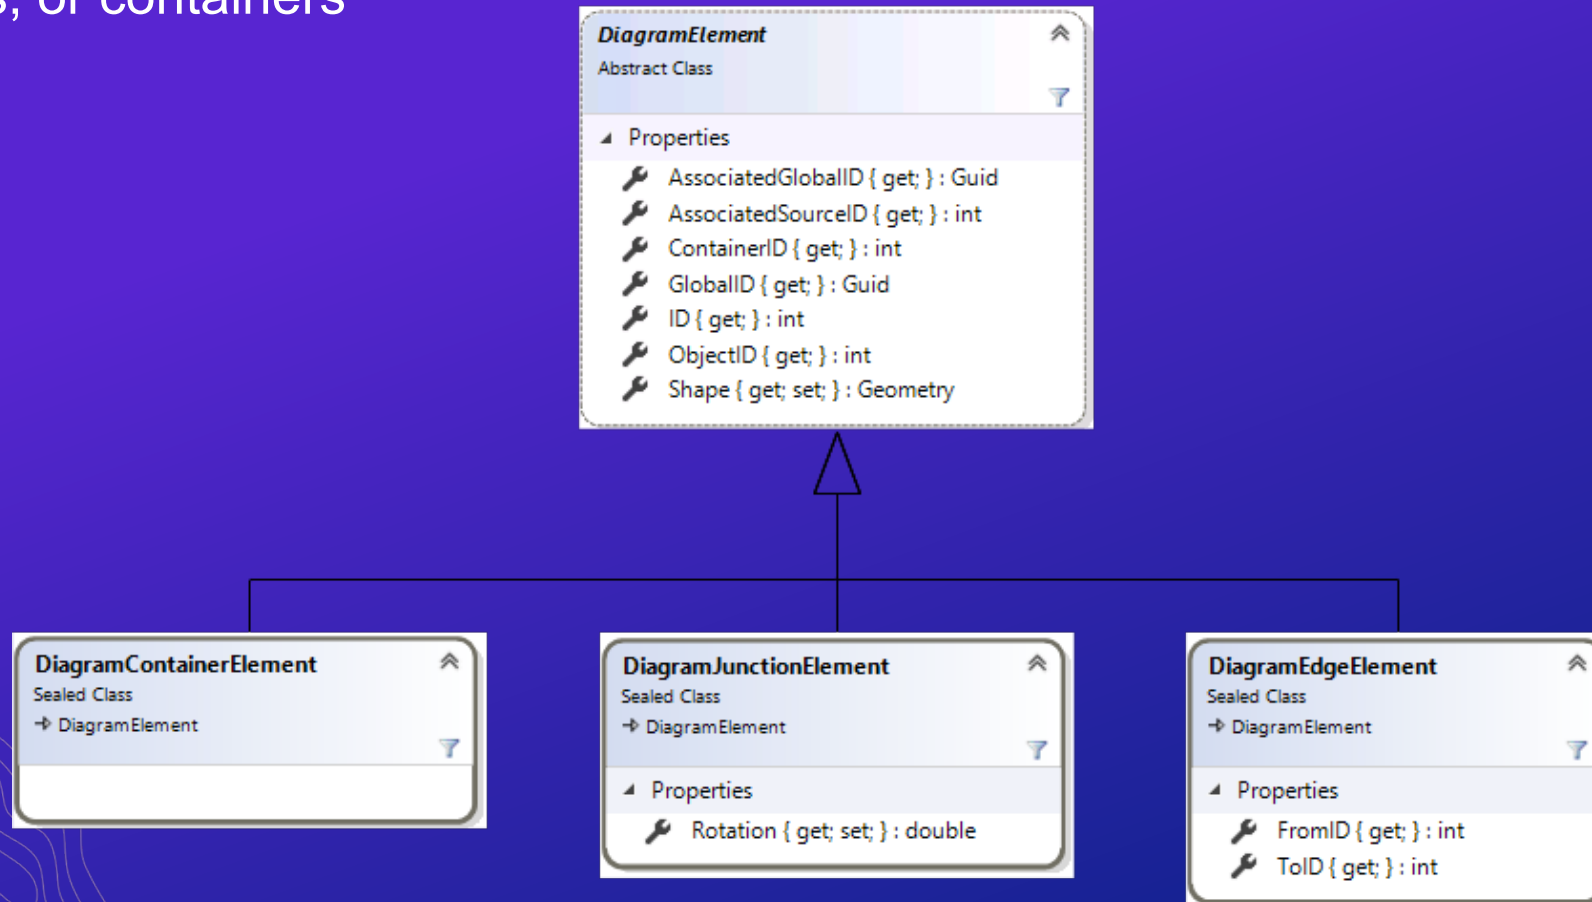 s, or containers
DiagramElement
Abstract Class
Properties
AssociatedGlobalID { get; } : Guid
AssociatedSourceID { get; } : int
ContainerID { get; } : int
GlobalID { get; } : Guid
ID { get; } : int
ObjectID { get; } : int
Shape { get; set; } : Geometry
DiagramContainerElement
Sealed Class
DiagramElement
DiagramJunctionElement
Sealed Class
DiagramElement
Properties
Rotation { get; set; } : double
DiagramEdgeElement
Sealed Class
DiagramElement
Properties
FromID { get; } : int
ToID { get; } : int